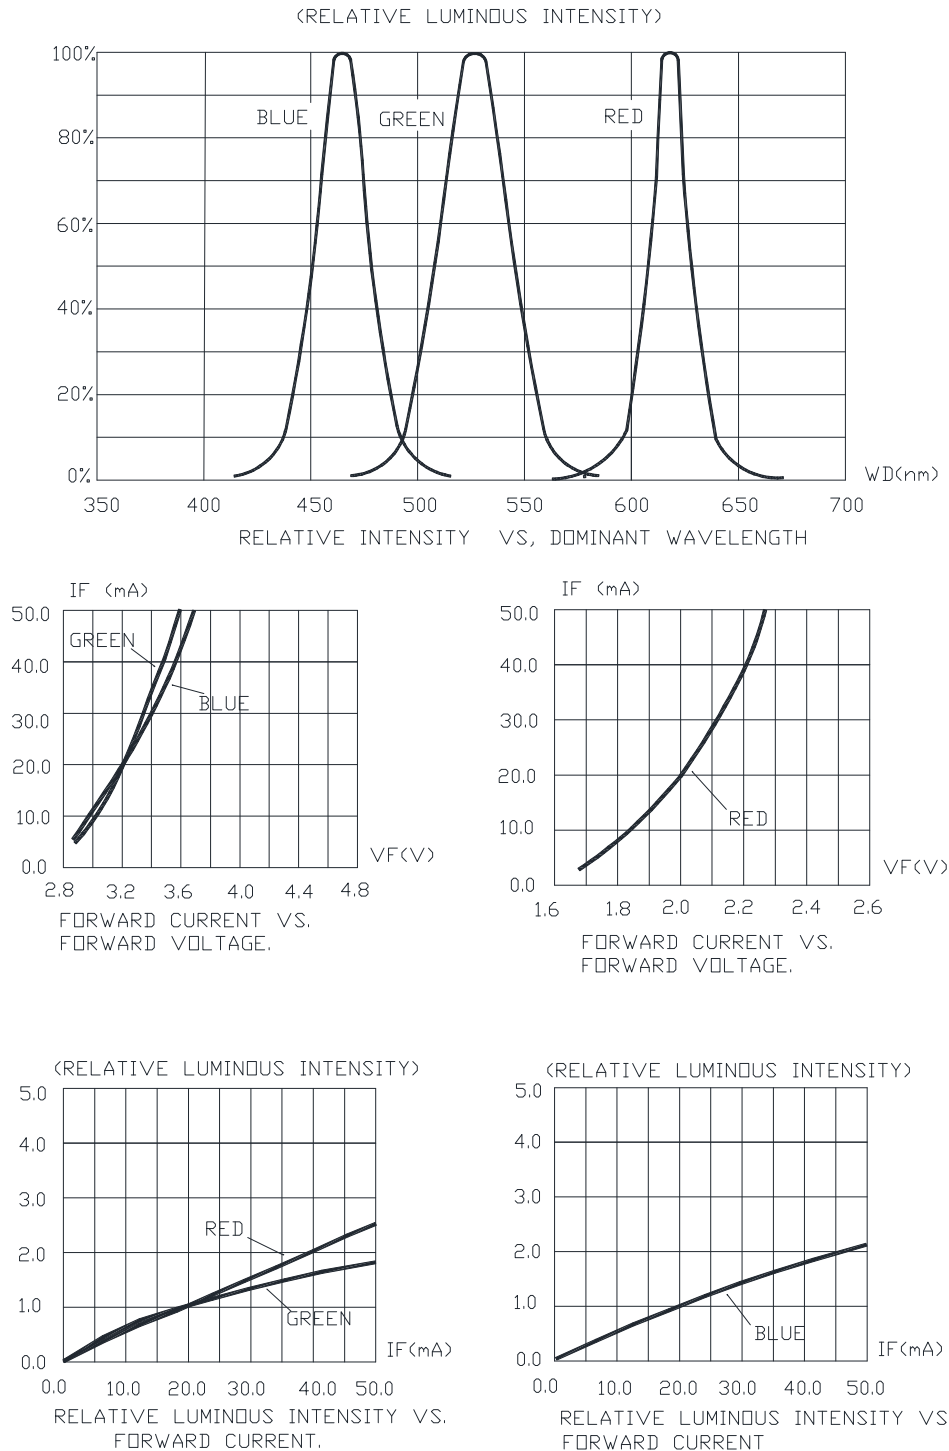 (RELATIVE LUMINOUS INTENSITY)
100%
80%
60%
40%
20%
0%
BLUE
GREEN
RED
WD(nm)
350 400 450 500 550 600 650 700
RELATIVE INTENSITY VS, DOMINANT WAVELENGTH
IF (mA)
50.0
40.0
30.0
20.0
10.0
0.0
GREEN
BLUE
VF(V)
2.8 3.2 3.6 4.0 4.4 4.8
FORWARD CURRENT VS.
FORWARD VOLTAGE.
IF (mA)
50.0
40.0
30.0
20.0
10.0
0.0
RED
VF(V)
1.6 1.8 2.0 2.2 2.4 2.6
FORWARD CURRENT VS.
FORWARD VOLTAGE.
(RELATIVE LUMINOUS INTENSITY)
5.0
4.0
3.0
2.0
1.0
0.0
RED
GREEN
IF(mA)
0.0 10.0 20.0 30.0 40.0 50.0
RELATIVE LUMINOUS INTENSITY VS.
FORWARD CURRENT.
(RELATIVE LUMINOUS INTENSITY)
5.0
4.0
3.0
2.0
1.0
0.0
BLUE
IF(mA)
0.0 10.0 20.0 30.0 40.0 50.0
RELATIVE LUMINOUS INTENSITY VS
FORWARD CURRENT